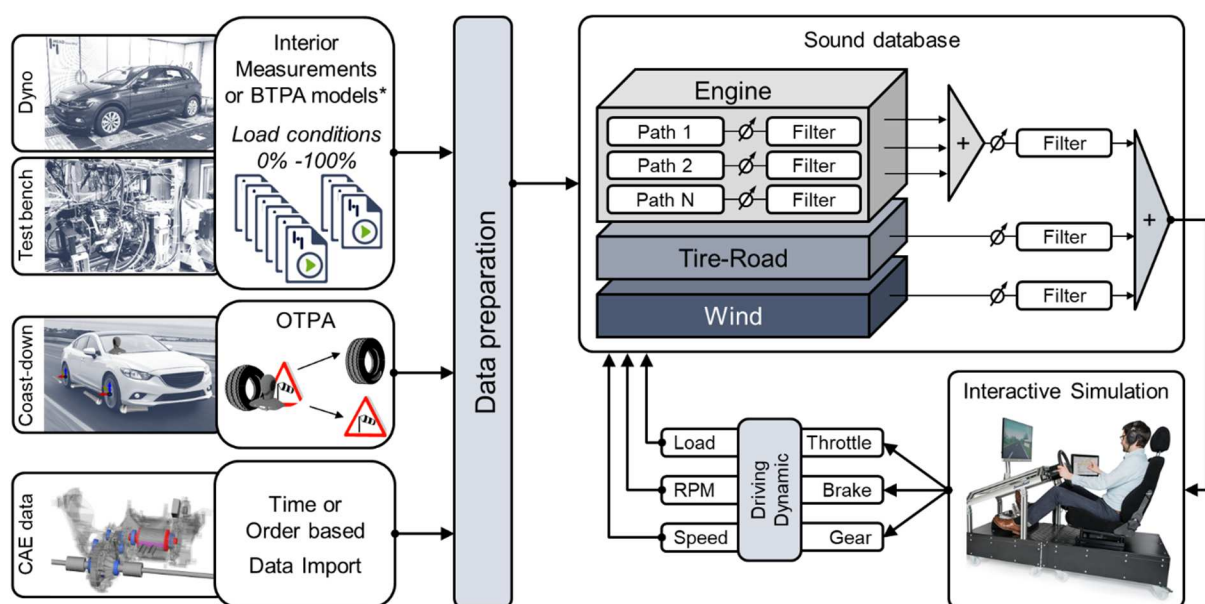 Dyno
Test bench
Interior
Measurements
or BTPA models*
Load conditions
0% -100%
Coast-down
OTPA
CAE data
Time or
Order based
Data Import
Data preparation
Sound database
Engine
Path 1
Filter
Path 2
Filter
Path N
Filter
+
Filter
Tire-Road
Filter
+
Wind
Filter
Interactive Simulation
Load
Throttle
RPM
Brake
Speed
Gear
Driving
Dynamic